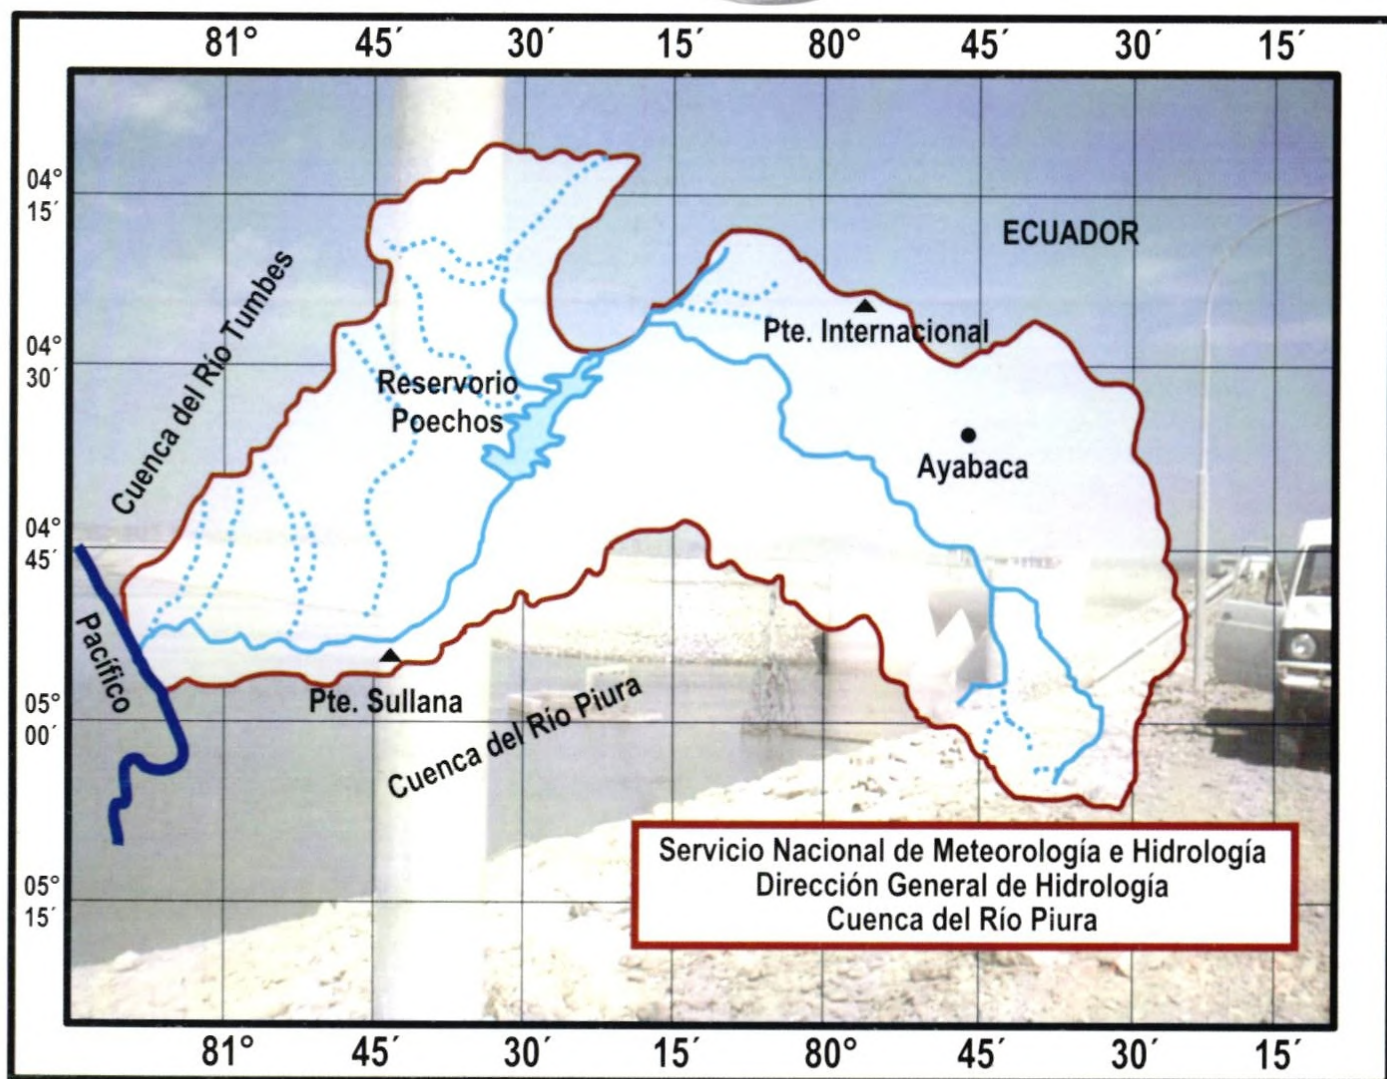 81° 45´ 30´ 15´ 80° 45´ 30´ 15´
04°
15´
ECUADOR
Cuenca del Río Tumbes
Pte. Internacional
04°
30´
Reservorio
Poechos
Ayabaca
04°
45´
Pacífico
Pte. Sullana
Cuenca del Río Piura
05°
00´
Servicio Nacional de Meteorología e Hidrología
Dirección General de Hidrología
Cuenca del Río Piura
05°
15´
81° 45´ 30´ 15´ 80° 45´ 30´ 15´